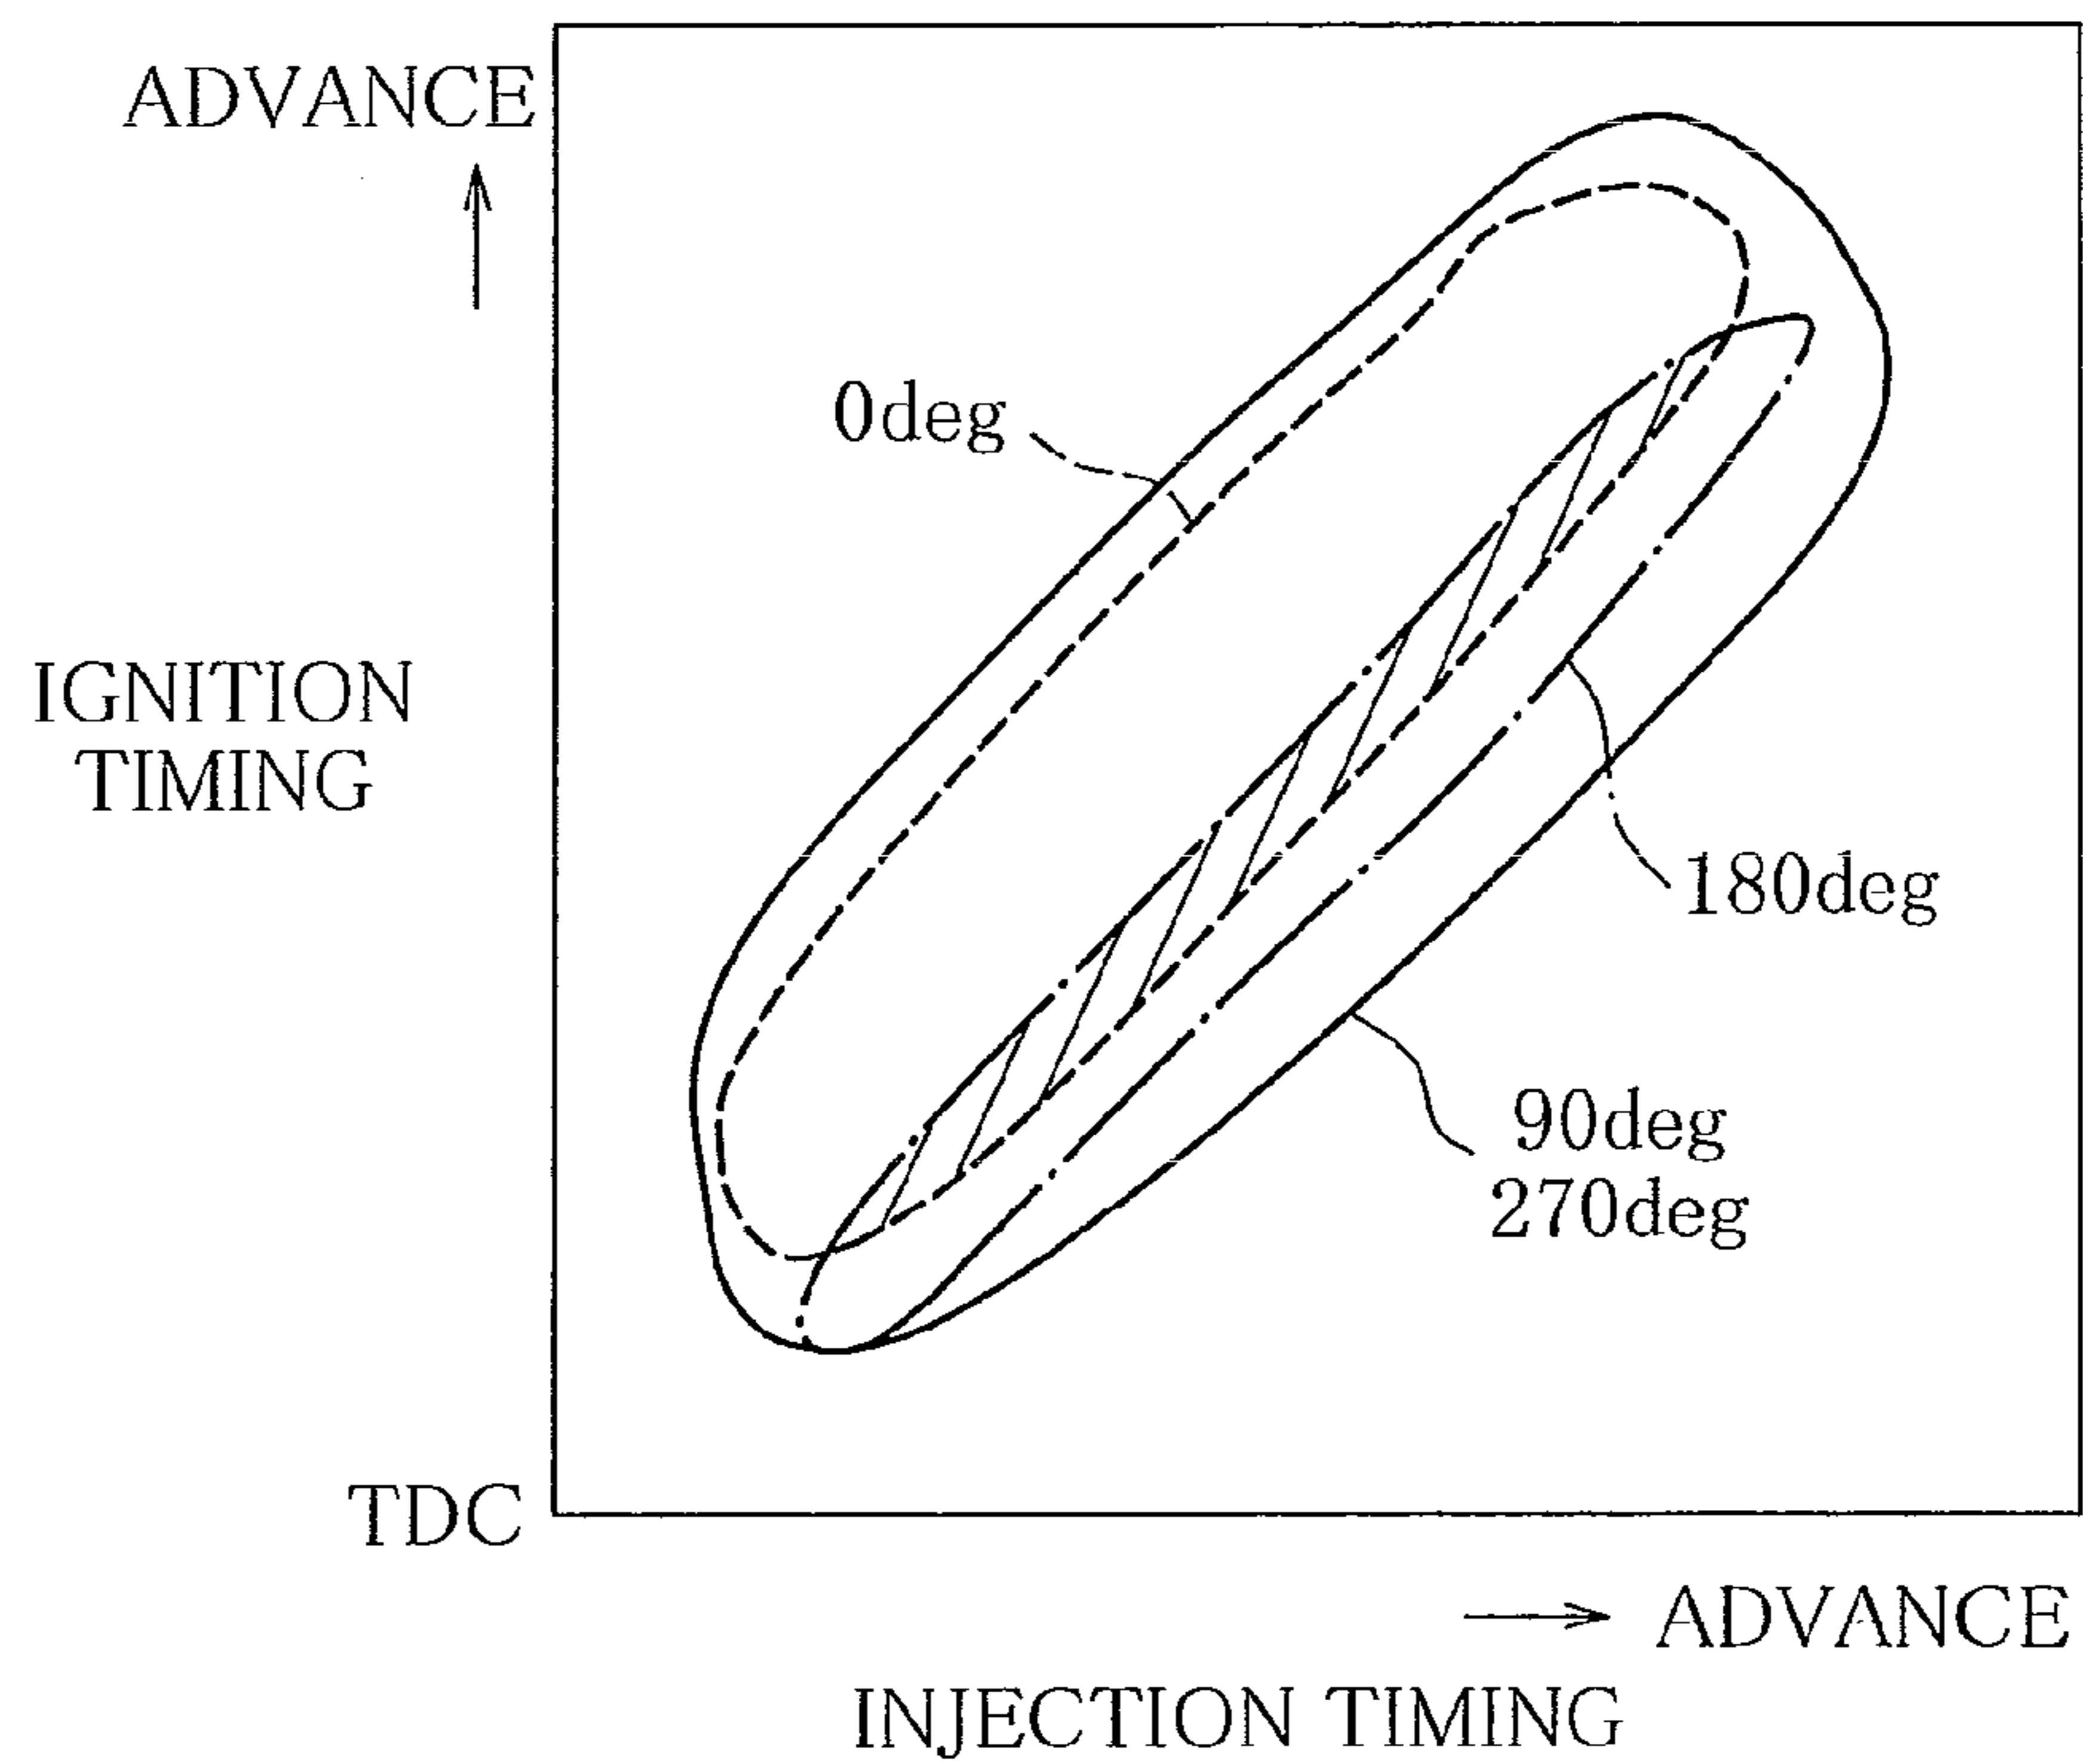 ADVANCE
0deg
IGNITION
TIMING
180deg
90deg
270deg
TDC
ADVANCE
INJECTION TIMING